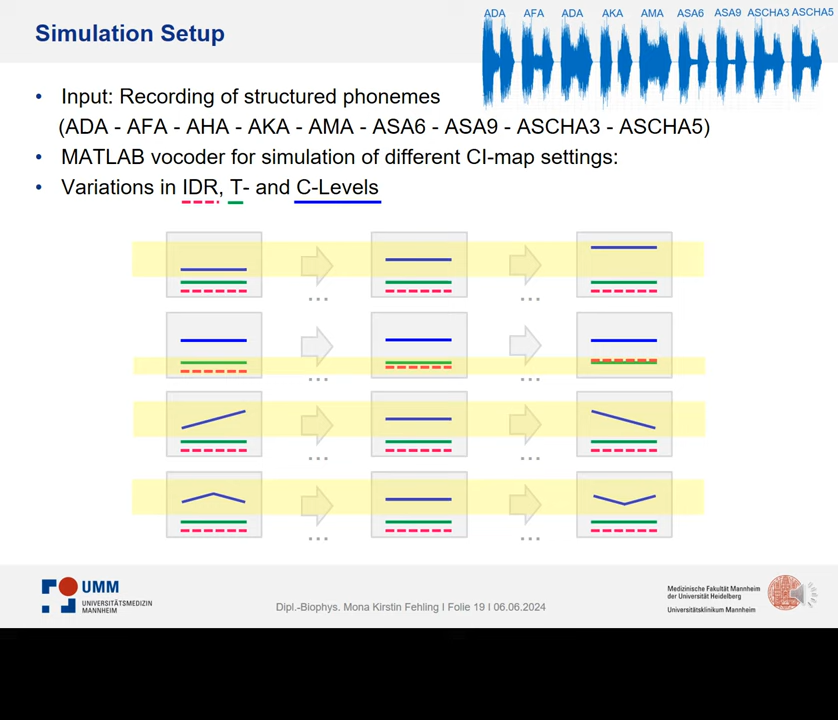 Simulation Setup
ADA AFA ADA AKA AMA ASA6 ASA9 ASCHA3 ASCHA5
• Input: Recording of structured phonemes
(ADA - AFA - AHA - AKA - AMA - ASA6 - ASA9 - ASCHA3 - ASCHA5)
• MATLAB vocoder for simulation of different CI-map settings:
• Variations in IDR, T- and C-Levels
... ...
... ...
... ...
... ...
UMM
UNIVERSITÄTSMEDIZIN
MANNHEIM
Dipl.-Biophys. Mona Kirstin Fehling I Folie 19 I 06.06.2024
Medizinische Fakultät Mannheim
der Universität Heidelberg
Universitätsklinikum Mannheim